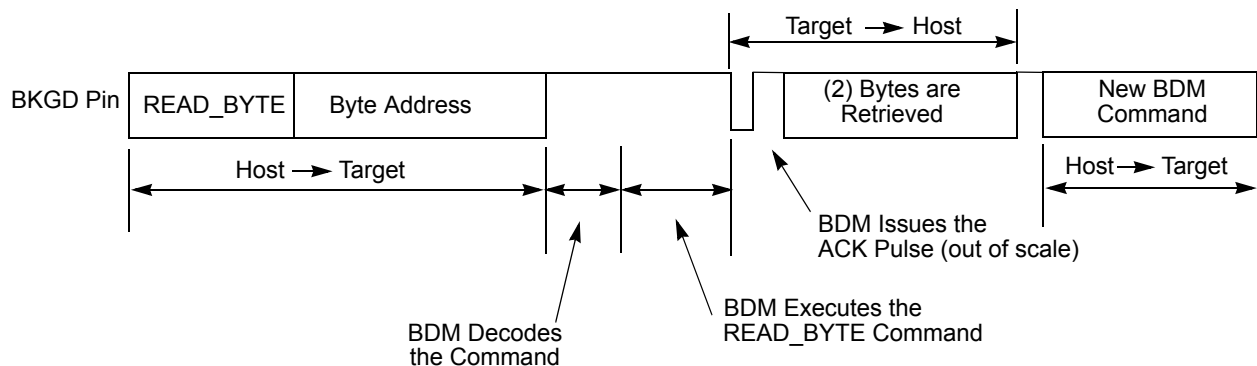 Target → Host
BKGD Pin
READ_BYTE
Byte Address
(2) Bytes are
Retrieved
New BDM
Command
Host → Target
Host → Target
BDM Issues the
ACK Pulse (out of scale)
BDM Decodes
the Command
BDM Executes the
READ_BYTE Command